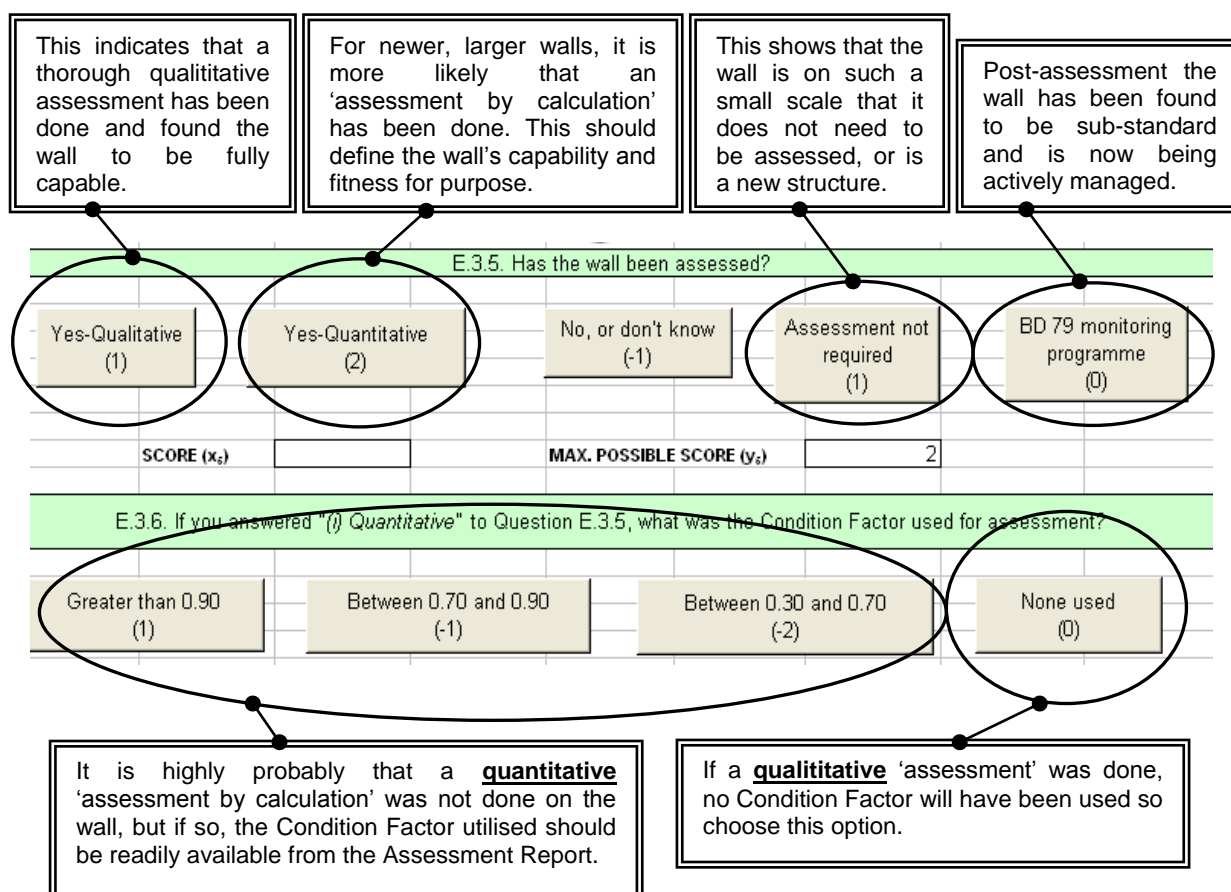 This indicates that a
thorough qualititative
assessment has been
done and found the
wall to be fully
capable.
For newer, larger walls, it is
more likely that an
‘assessment by calculation’
has been done. This should
define the wall’s capability and
fitness for purpose.
This shows that the
wall is on such a
small scale that it
does not need to
be assessed, or is
a new structure.
Post-assessment the
wall has been found
to be sub-standard
and is now being
actively managed.
E.3.5. Has the wall been assessed?
Yes-Qualitative
(1)
Yes-Quantitative
(2)
No, or don't know
(-1)
Assessment not
required
(1)
BD 79 monitoring
programme
(0)
SCORE (x₆)
MAX. POSSIBLE SCORE (y₆)
2
E.3.6. If you answered "(i) Quantitative" to Question E.3.5, what was the Condition Factor used for assessment?
Greater than 0.90
(1)
Between 0.70 and 0.90
(-1)
Between 0.30 and 0.70
(-2)
None used
(0)
It is highly probably that a quantitative
‘assessment by calculation’ was not done on the
wall, but if so, the Condition Factor utilised should
be readily available from the Assessment Report.
If a qualititative ‘assessment’ was done,
no Condition Factor will have been used so
choose this option.